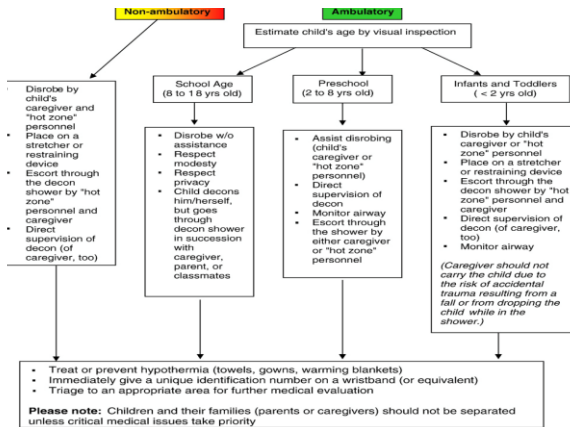 Non-ambulatory
Ambulatory
Estimate child's age by visual inspection
• Disrobe by
child's
caregiver and
"hot zone"
personnel
• Place on a
stretcher or
restraining
device
• Escort through
the decon
shower by "hot
zone"
personnel and
caregiver
• Direct
supervision of
decon (of
caregiver, too)
School Age
(8 to 18 yrs old)
• Disrobe w/o
assistance
• Respect
modesty
• Respect
privacy
• Child decons
him/herself, but
goes through
decon shower in
succession with
caregiver,
parent, or
classmates
Preschool
(2 to 8 yrs old)
• Assist disrobing
(child's
caregiver or
"hot zone"
personnel)
• Direct
supervision of
decon
• Monitor airway
• Escort through
the shower by
either caregiver
or "hot zone"
personnel
Infants and Toddlers
( < 2 yrs old)
• Disrobe by child's
caregiver or "hot
zone" personnel
• Place on a stretcher
or restraining device
• Escort through the
decon shower by "hot
zone" personnel
and caregiver
• Direct supervision of
decon (of caregiver,
too)
• Monitor airway
(Caregiver should not
carry the child due to
the risk of accidental
trauma resulting from a
fall or from dropping the
child while in the
shower.)
• Treat or prevent hypothermia (towels, gowns, warming blankets)
• Immediately give a unique identification number on a wristband (or equivalent)
• Triage to an appropriate area for further medical evaluation
Please note: Children and their families (parents or caregivers) should not be separated
unless critical medical issues take priority